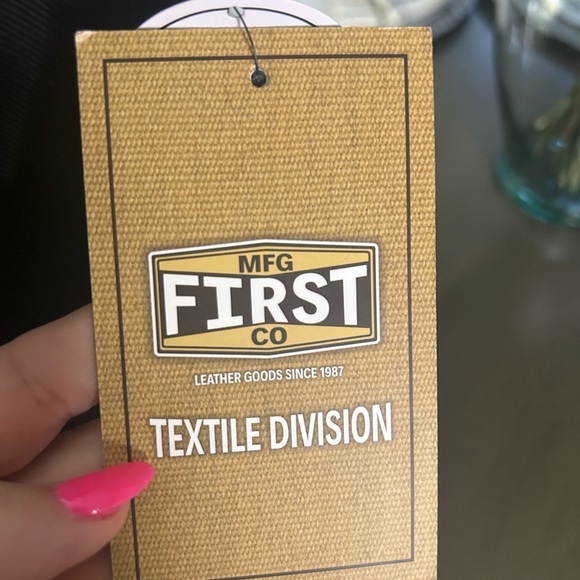 MFG
FIRST
CO
LEATHER GOODS SINCE 1987
TEXTILE DIVISION